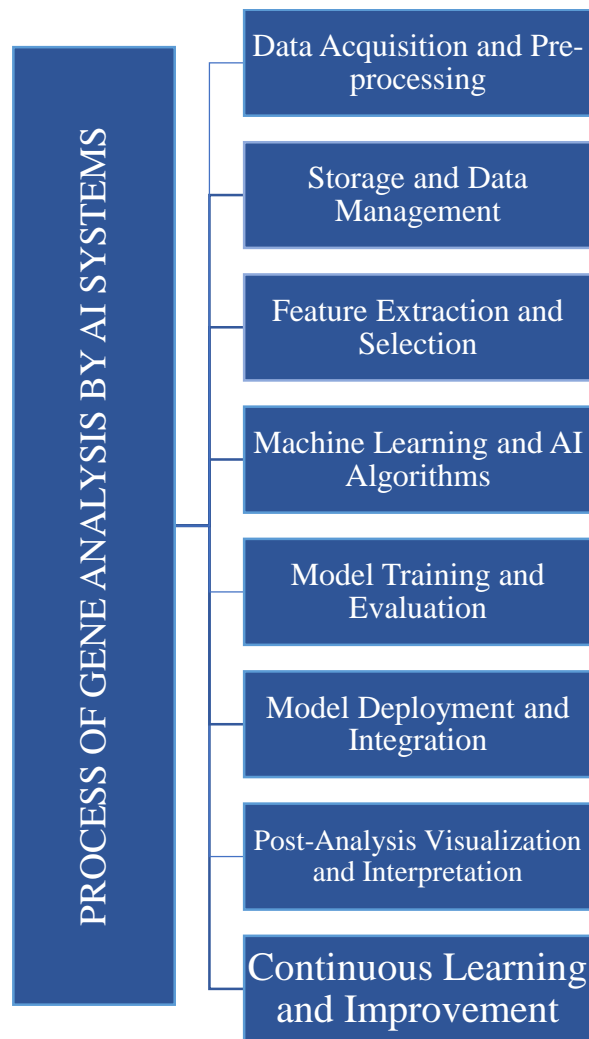 PROCESS OF GENE ANALYSIS BY AI SYSTEMS
Data Acquisition and Pre-
processing
Storage and Data
Management
Feature Extraction and
Selection
Machine Learning and AI
Algorithms
Model Training and
Evaluation
Model Deployment and
Integration
Post-Analysis Visualization
and Interpretation
Continuous Learning
and Improvement